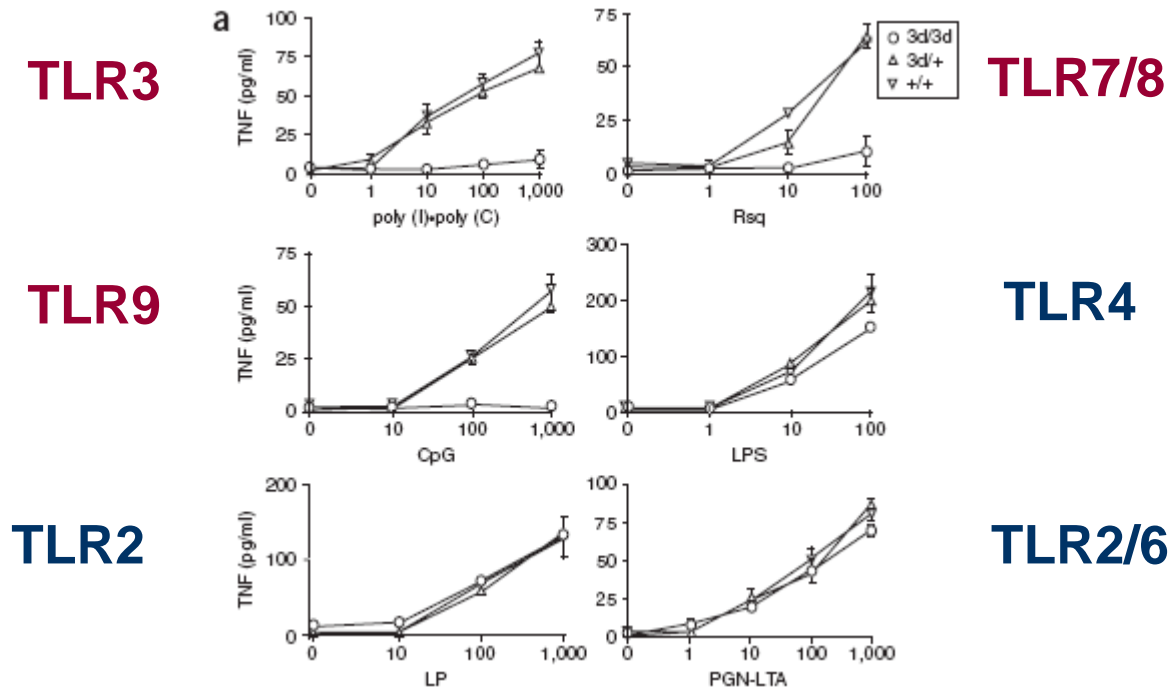 a
TLR3
TNF (pg/ml)
100
75
50
25
0
0 1 10 100 1,000
poly (I)•poly (C)
75
50
25
0
0 1 10 100
Rsq
3d/3d
3d/+
+/+
TLR7/8
TLR9
TNF (pg/ml)
75
50
25
0
0 10 100 1,000
CpG
300
200
100
0
0 1 10 100
LPS
TLR4
TLR2
TNF (pg/ml)
200
100
0
0 10 100 1,000
LP
100
75
50
25
0
0 1 10 100 1,000
PGN-LTA
TLR2/6